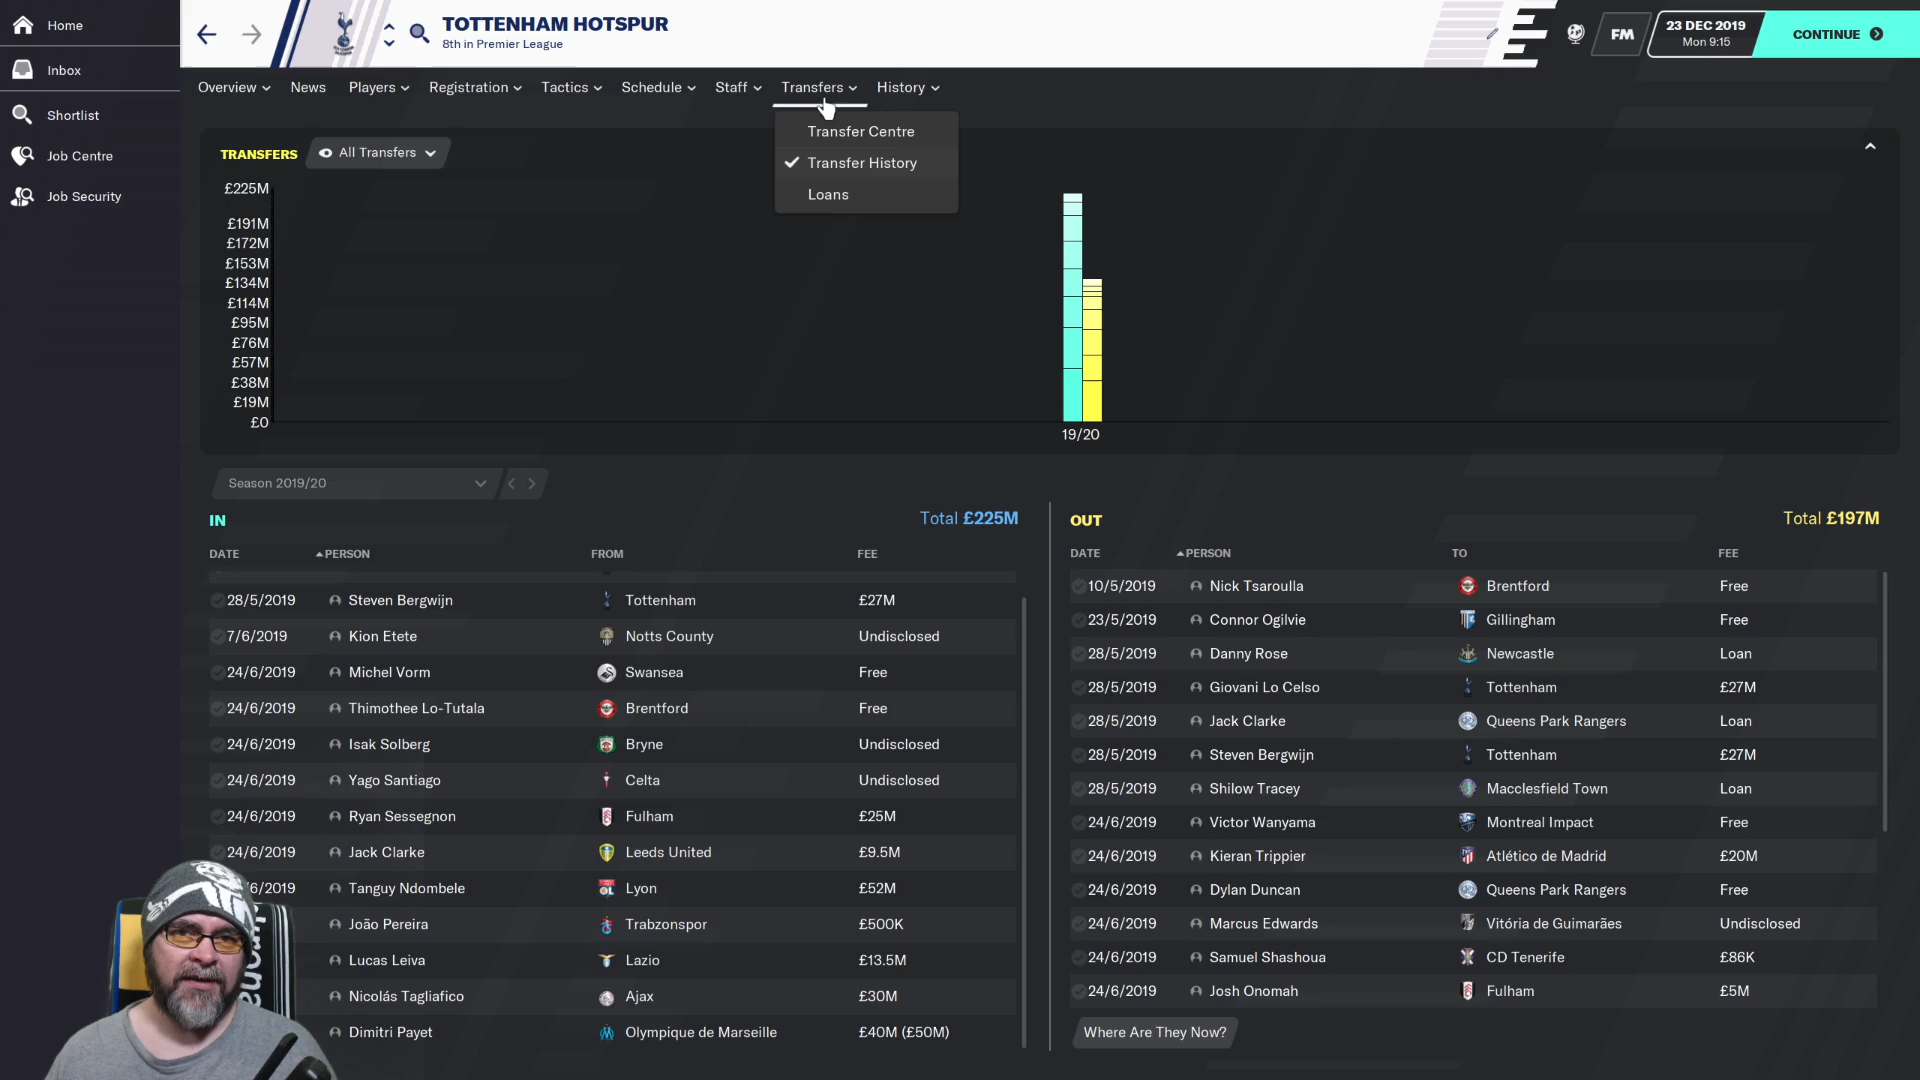 Home
Inbox
Shortlist
Job Centre
Job Security
TOTTENHAM HOTSPUR
8th in Premier League
FM
23 DEC 2019
Mon 9:15
CONTINUE
Overview News Players Registration Tactics Schedule Staff Transfers History
Transfer Centre
Transfer History
Loans
TRANSFERS All Transfers
£225M
£191M
£172M
£153M
£134M
£114M
£95M
£76M
£57M
£38M
£19M
£0
19/20
Season 2019/20
IN Total £225M
DATE PERSON FROM FEE
28/5/2019 Steven Bergwijn Tottenham £27M
7/6/2019 Kion Etete Notts County Undisclosed
24/6/2019 Michel Vorm Swansea Free
24/6/2019 Thimothee Lo-Tutala Brentford Free
24/6/2019 Isak Solberg Bryne Undisclosed
24/6/2019 Yago Santiago Celta Undisclosed
24/6/2019 Ryan Sessegnon Fulham £25M
24/6/2019 Jack Clarke Leeds United £9.5M
6/2019 Tanguy Ndombele Lyon £52M
João Pereira Trabzonspor £500K
Lucas Leiva Lazio £13.5M
Nicolás Tagliafico Ajax £30M
Dimitri Payet Olympique de Marseille £40M (£50M)
OUT Total £197M
DATE PERSON TO FEE
10/5/2019 Nick Tsaroulla Brentford Free
23/5/2019 Connor Ogilvie Gillingham Free
28/5/2019 Danny Rose Newcastle Loan
28/5/2019 Giovani Lo Celso Tottenham £27M
28/5/2019 Jack Clarke Queens Park Rangers Loan
28/5/2019 Steven Bergwijn Tottenham £27M
28/5/2019 Shilow Tracey Macclesfield Town Loan
24/6/2019 Victor Wanyama Montreal Impact Free
24/6/2019 Kieran Trippier Atlético de Madrid £20M
24/6/2019 Dylan Duncan Queens Park Rangers Free
24/6/2019 Marcus Edwards Vitória de Guimarães Undisclosed
24/6/2019 Samuel Shashoua CD Tenerife £86K
24/6/2019 Josh Onomah Fulham £5M
Where Are They Now?